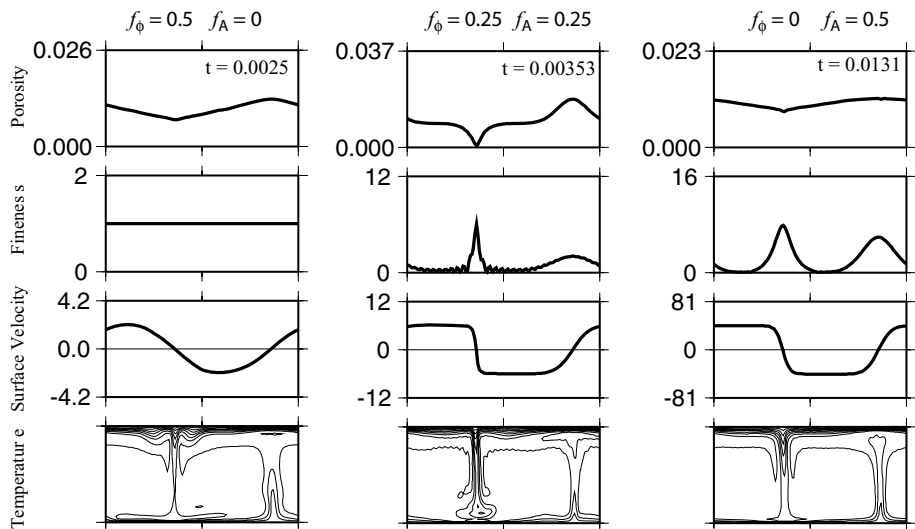 fϕ = 0.5 fA = 0
fϕ = 0.25 fA = 0.25
fϕ = 0 fA = 0.5
Porosity
0.026
0.000
t = 0.0025
0.037
0.000
t = 0.00353
0.023
0.000
t = 0.0131
Fineness s
2
0
12
0
16
0
Surface Velocity
4.2
0.0
-4.2
12
0
-12
81
0
-81
Temperatur e